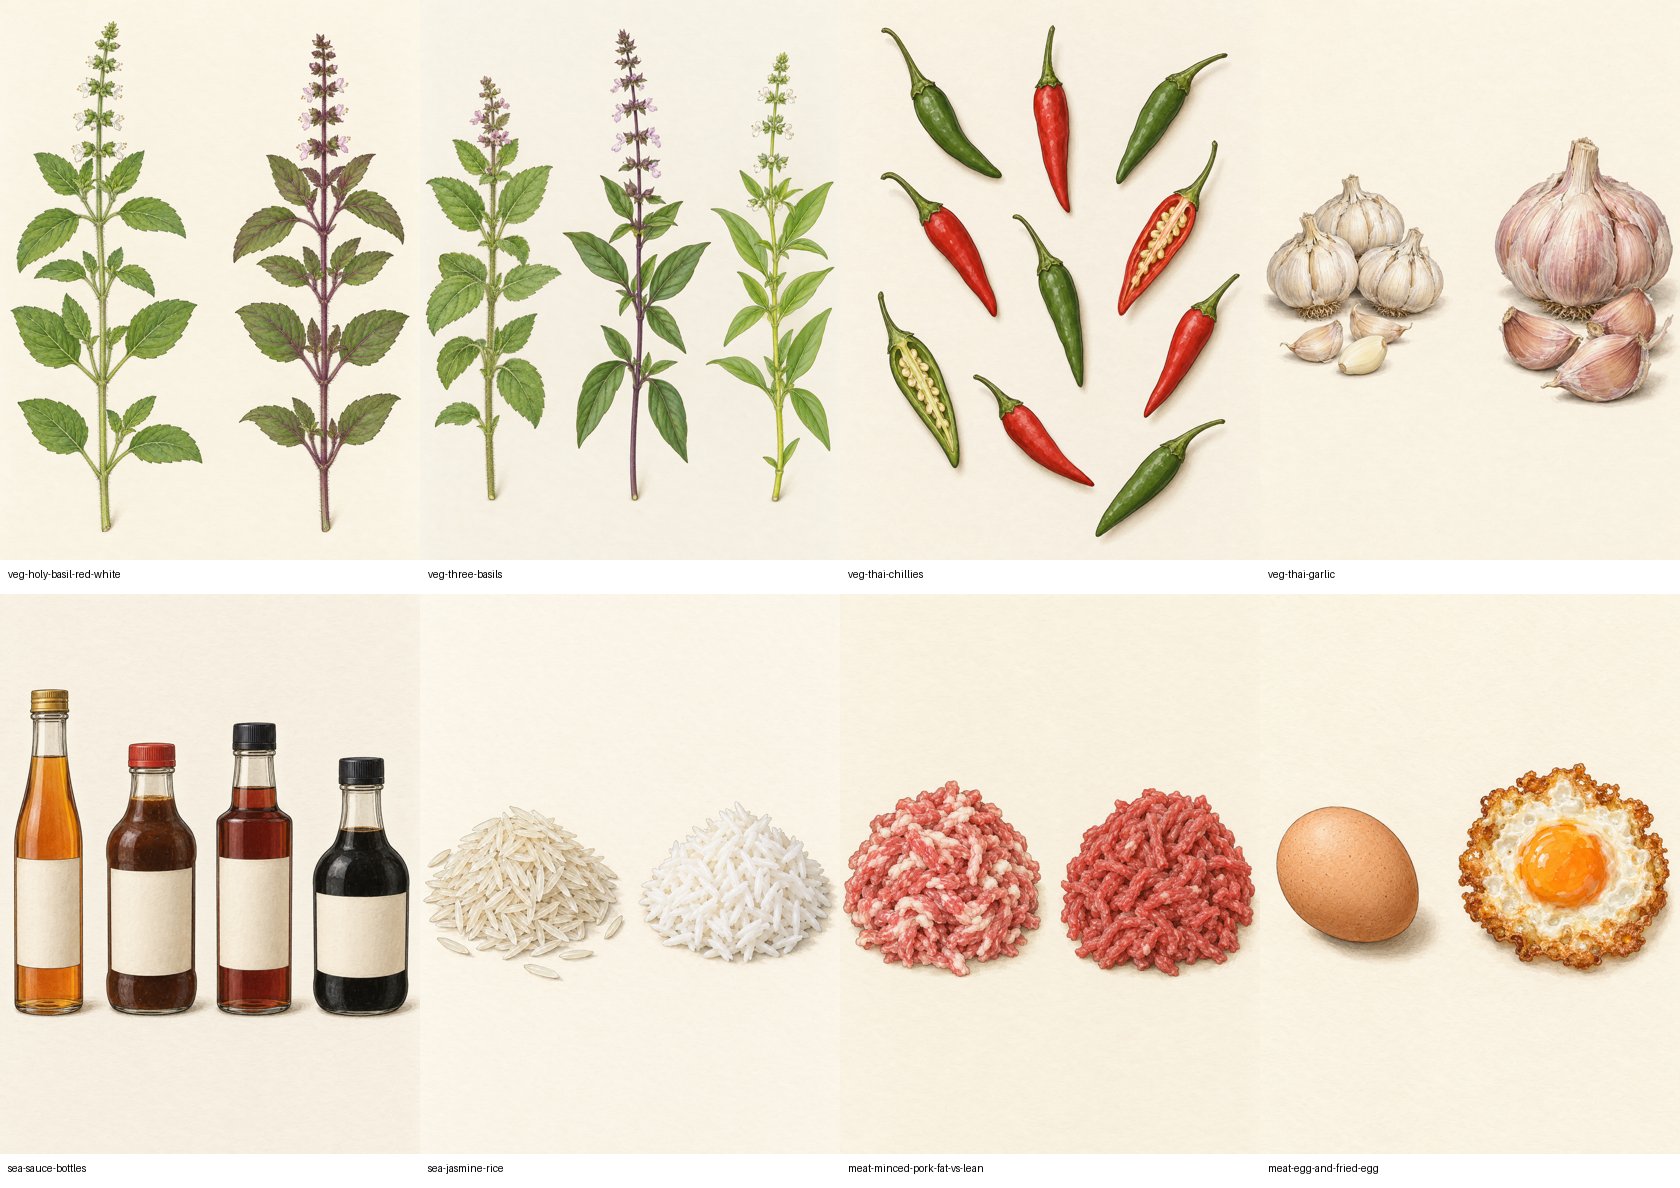 veg-holy-basil-red-white
veg-three-basils
veg-thai-chillies
veg-thai-garlic
sea-sauce-bottles
sea-jasmine-rice
meat-minced-pork-fat-vs-lean
meat-egg-and-fried-egg